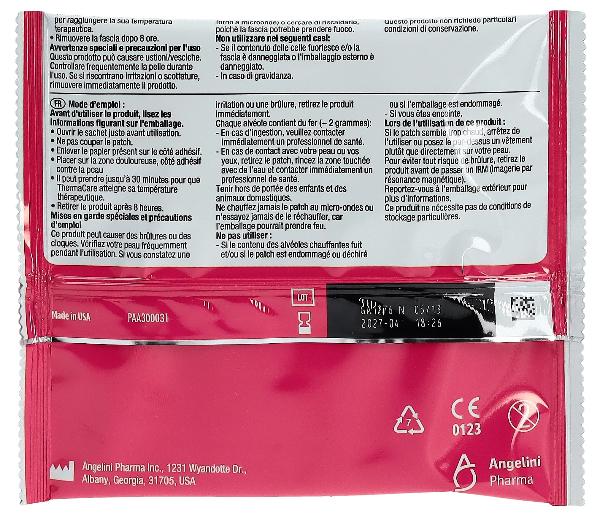 per raggiungere la sua temperatura
terapeutica.
• Rimuovere la fascia dopo 8 ore.
Avvertenze speciali e precauzioni per l'uso
Questo prodotto può causare ustioni/vesciche.
Controllare frequentemente la pelle durante
l'uso. Se si riscontrano irritazioni o scottature,
rimuovere immediatamente il prodotto.
forno a microonde) o cercare di riscaldarla,
poiché la fascia potrebbe prendere fuoco.
Non utilizzare nei seguenti casi:
- Se il contenuto delle celle fuoriesce e/o la
fascia è danneggiata o l'imballaggio esterno è
danneggiato.
- In caso di gravidanza.
Questo prodotto non richiede particolari
condizioni di conservazione.
FR Mode d'emploi :
Avant d'utiliser le produit, lisez les
informations figurant sur l'emballage.
• Ouvrir le sachet juste avant utilisation.
• Ne pas couper le patch.
• Enlever le papier présent sur le côté adhésif.
• Placer sur la zone douloureuse, côté adhésif
contre la peau
• Il peut prendre jusqu'à 30 minutes pour que
ThermaCare atteigne sa température
thérapeutique.
• Retirer le produit après 8 heures.
Mises en garde spéciales et précautions
d'emploi
Ce produit peut causer des brûlures ou des
cloques. Vérifiez votre peau fréquemment
pendant l'utilisation. Si vous constatez une
irritation ou une brûlure, retirez le produit
immédiatement.
Chaque alvéole contient du fer (~ 2 grammes):
- En cas d'ingestion, veuillez contacter
immédiatement un professionnel de santé.
- En cas de contact avec votre peau ou vos
yeux, retirez le patch, rincez la zone touchée
avec de l'eau et contacter immédiatement un
professionnel de santé.
Tenir hors de portée des enfants et des
animaux domestiques.
Ne chauffez jamais le patch au micro-ondes ou
n'essayez jamais de le réchauffer, car
l'emballage pourrait prendre feu.
Ne pas utiliser :
- Si le contenu des alvéoles chauffantes fuit
et/ou si le patch est endommagé ou déchiré
ou si l'emballage est endommagé.
- Si vous êtes enceinte.
Lors de l'utilisation de ce produit :
Si le patch semble trop chaud, arrêtez de
l'utiliser ou posez le par-dessus un vêtement
plutôt que directement sur votre peau.
Pour éviter tout risque de brûlure, retirez le
produit avant de passer un IRM (Imagerie par
résonance magnétique).
Reportez-vous à l'emballage extérieur pour
plus d'informations.
Ce produit ne nécessite pas de conditions de
stockage particulières.
Made in USA
PAA300031
LOT
2027-04 18:26
7
CE
0123
2
Angelini Pharma Inc., 1231 Wyandotte Dr.,
Albany, Georgia, 31705, USA
Angelini
Pharma